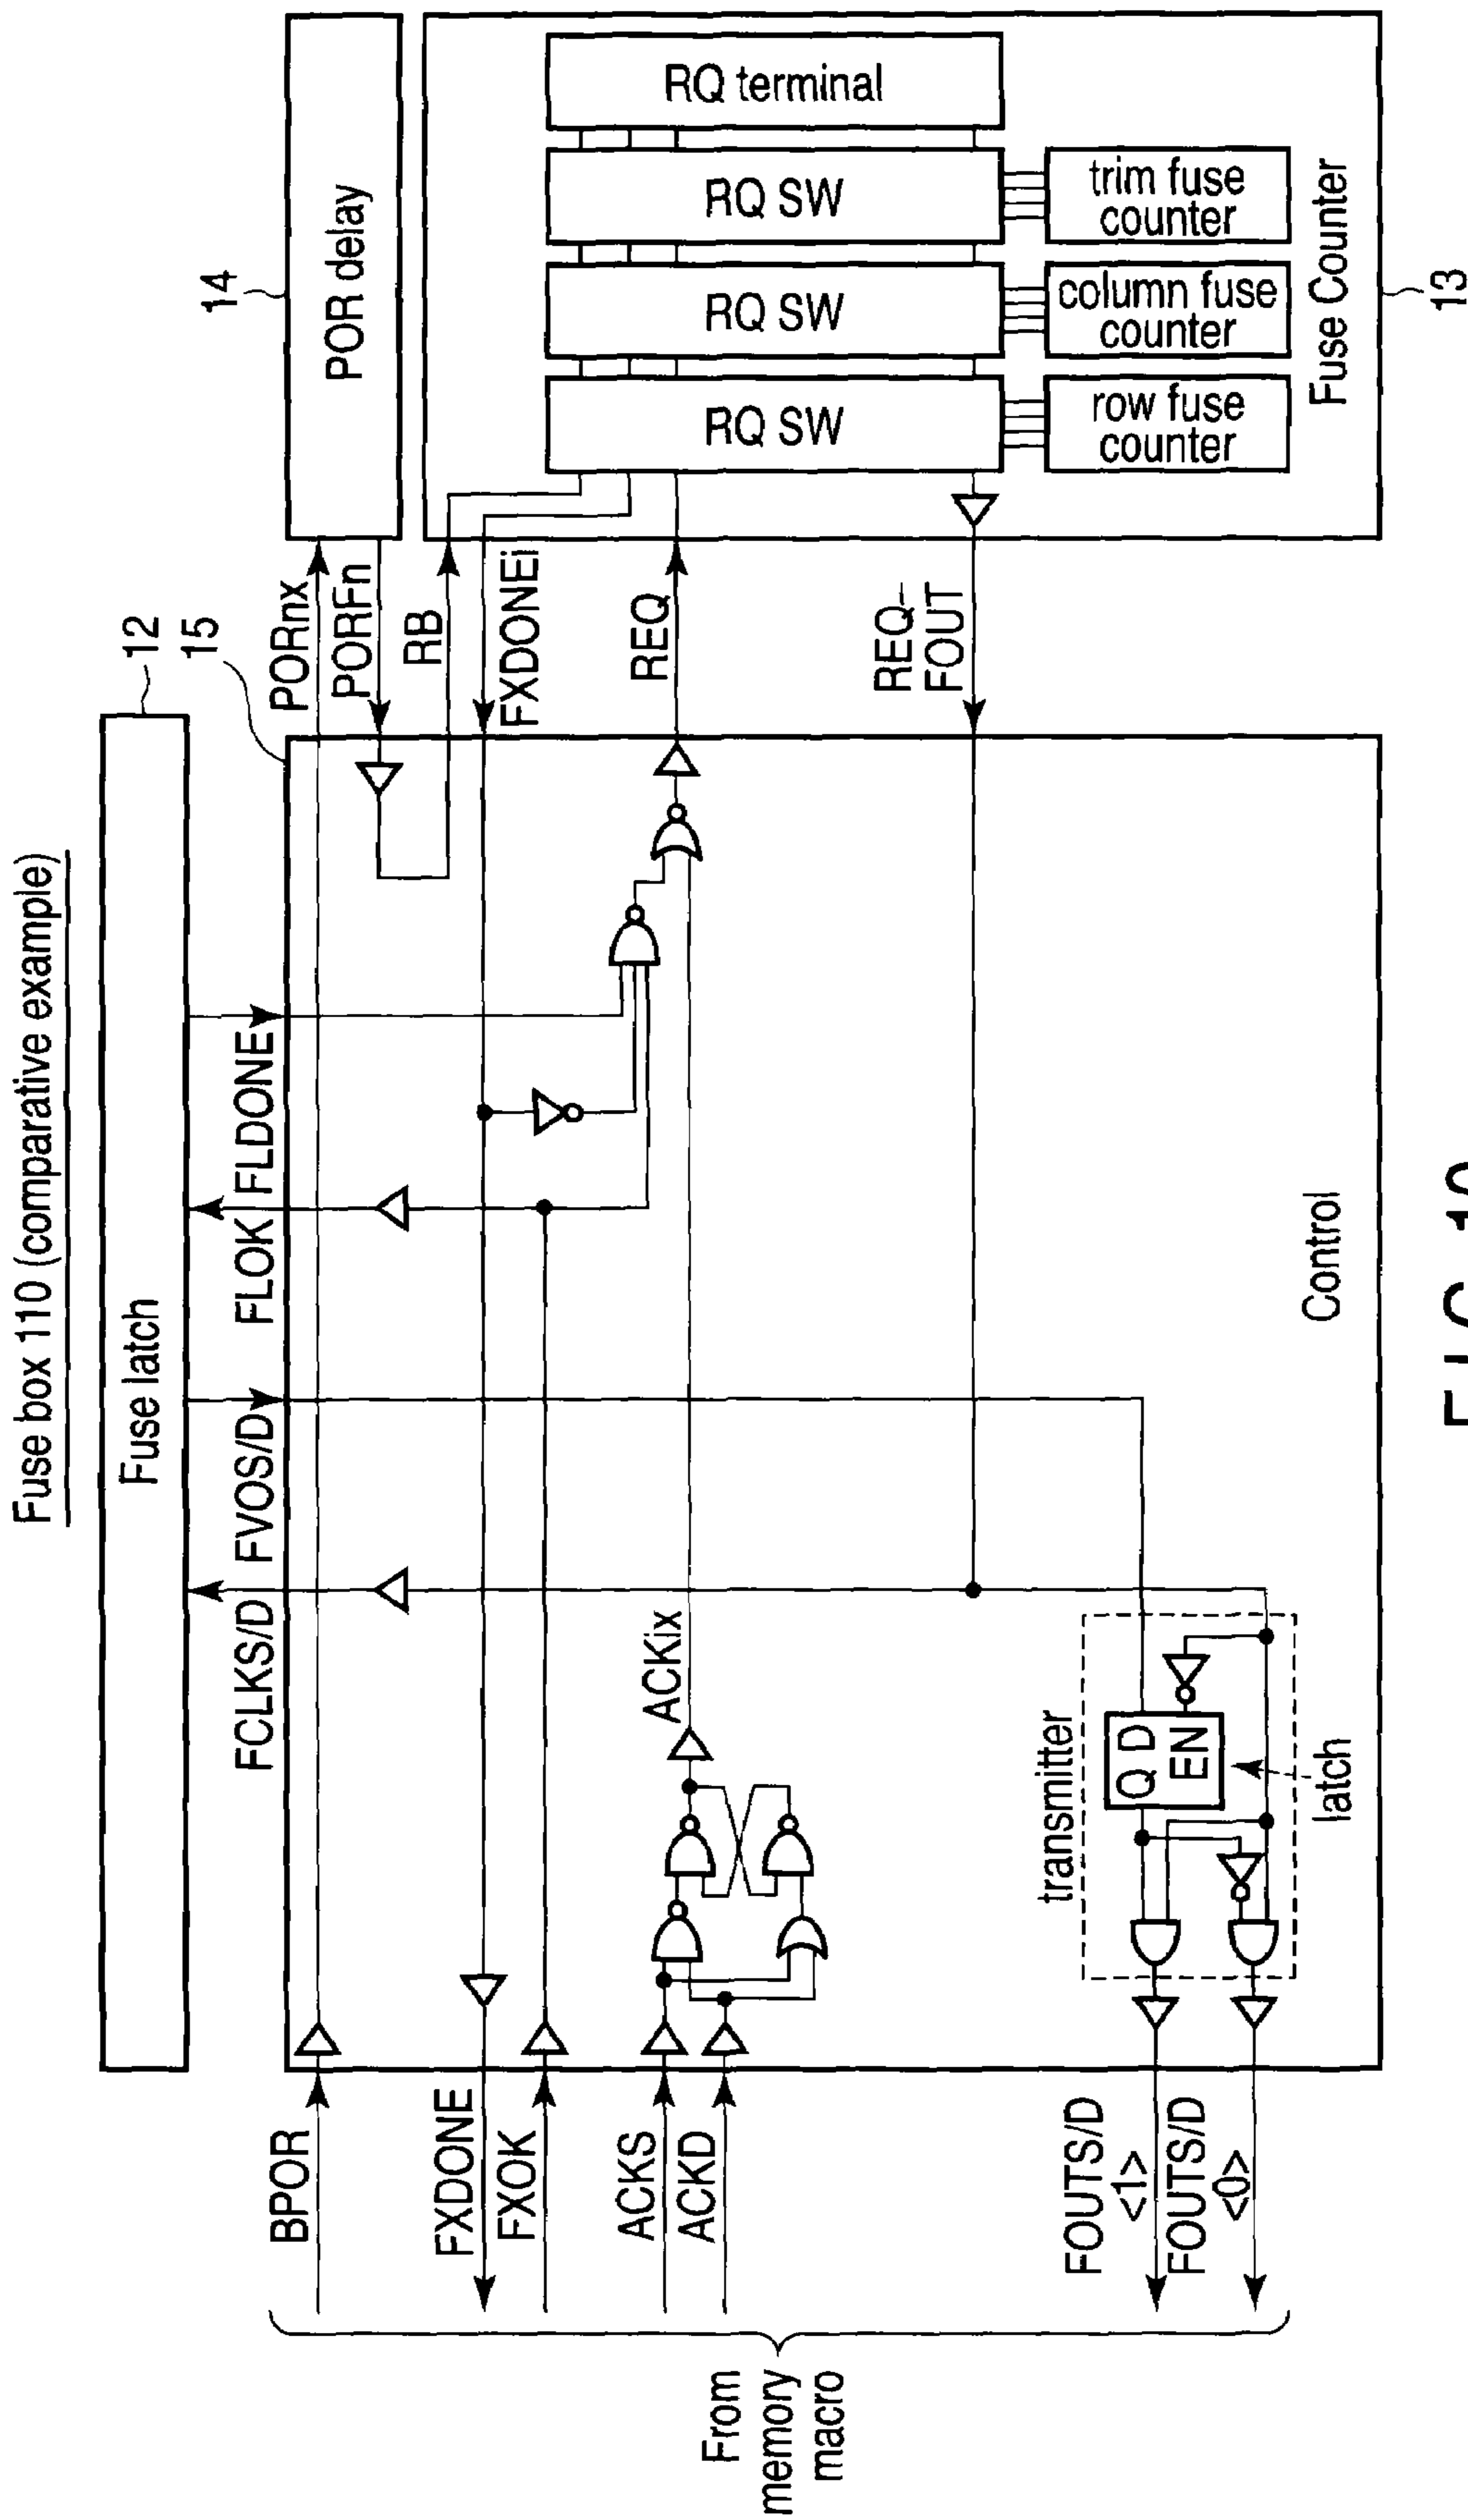 Fuse box 110 (comparative example)
12
15
14
Fuse latch
POR delay
BPOR
FCLKS/D
FVOS/D
FLOK
FLDONE
PORnx
PORFn
RB
FXDONEi
REQ
REQ-
FOUT
FXDONE
FXOK
ACKS
ACKD
ACKix
From
memory
macro
FOUTS/D
<1>
FOUTS/D
<0>
transmitter
Q D
EN
latch
Control
RQ SW
RQ SW
RQ SW
RQ terminal
row fuse
counter
column fuse
counter
trim fuse
counter
Fuse Counter
13